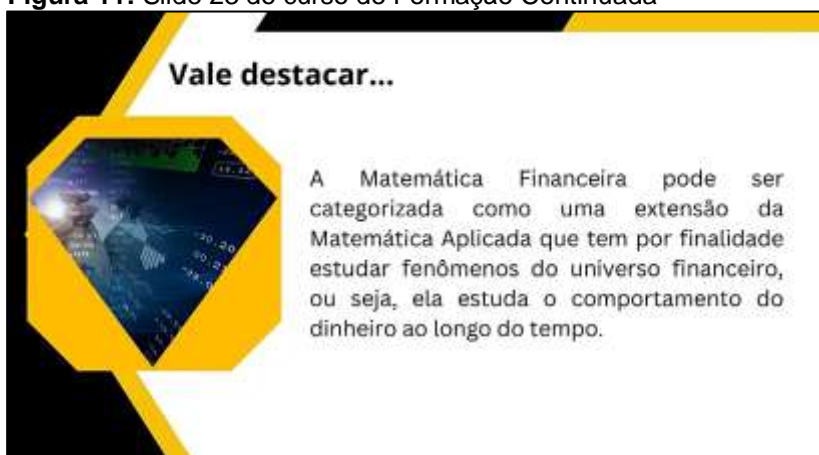 Figura 11: Slide 28 do curso de Formação Continuada
Vale destacar...
A Matemática Financeira pode ser
categorizada como uma extensão da
Matemática Aplicada que tem por finalidade
estudar fenômenos do universo financeiro,
ou seja, ela estuda o comportamento do
dinheiro ao longo do tempo.